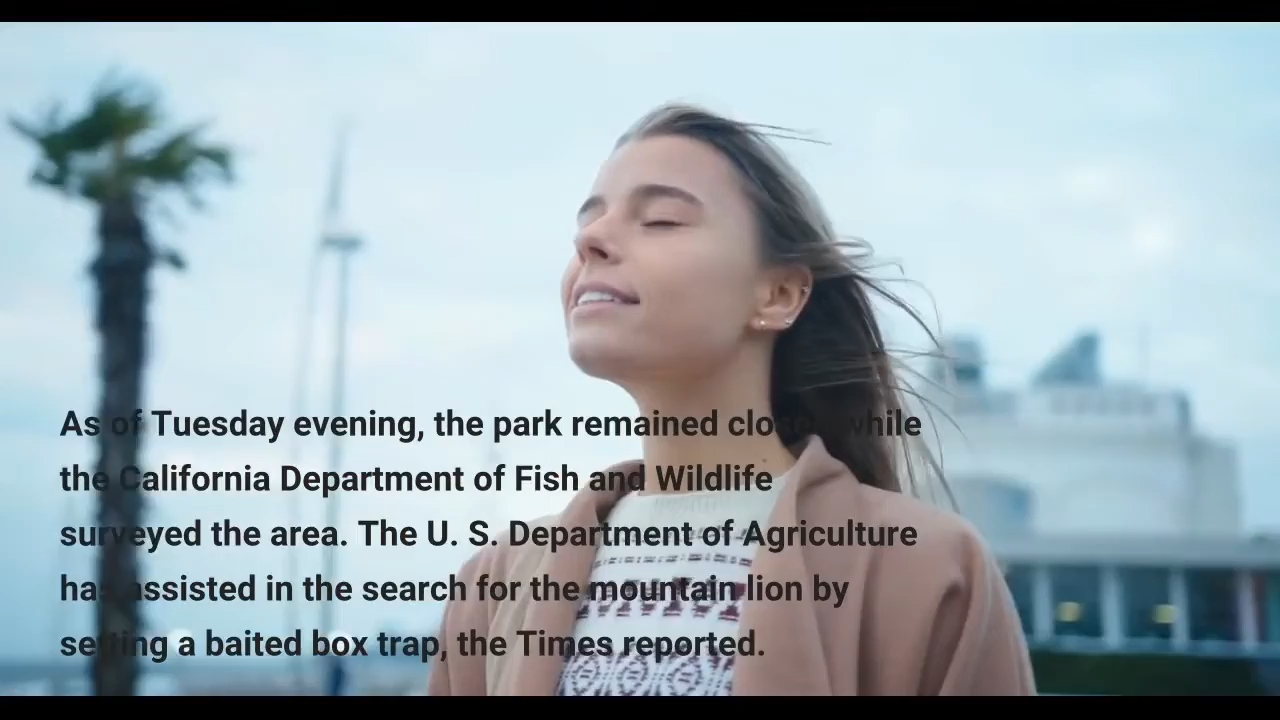 As of Tuesday evening, the park remained closed, while
the California Department of Fish and Wildlife
surveyed the area. The U. S. Department of Agriculture
has assisted in the search for the mountain lion by
setting a baited box trap, the Times reported.